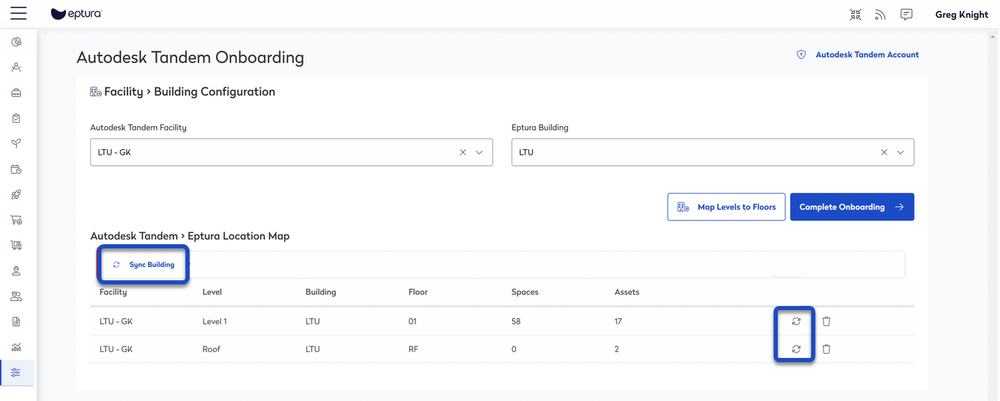 eptura
Greg Knight
Autodesk Tandem Onboarding
Autodesk Tandem Account
Facility > Building Configuration
Autodesk Tandem Facility
Eptura Building
LTU - GK
LTU
Map Levels to Floors
Complete Onboarding
Autodesk Tandem > Eptura Location Map
Sync Building
Facility Level Building Floor Spaces Assets
LTU - GK Level 1 LTU 01 58 17
LTU - GK Roof LTU RF 0 2